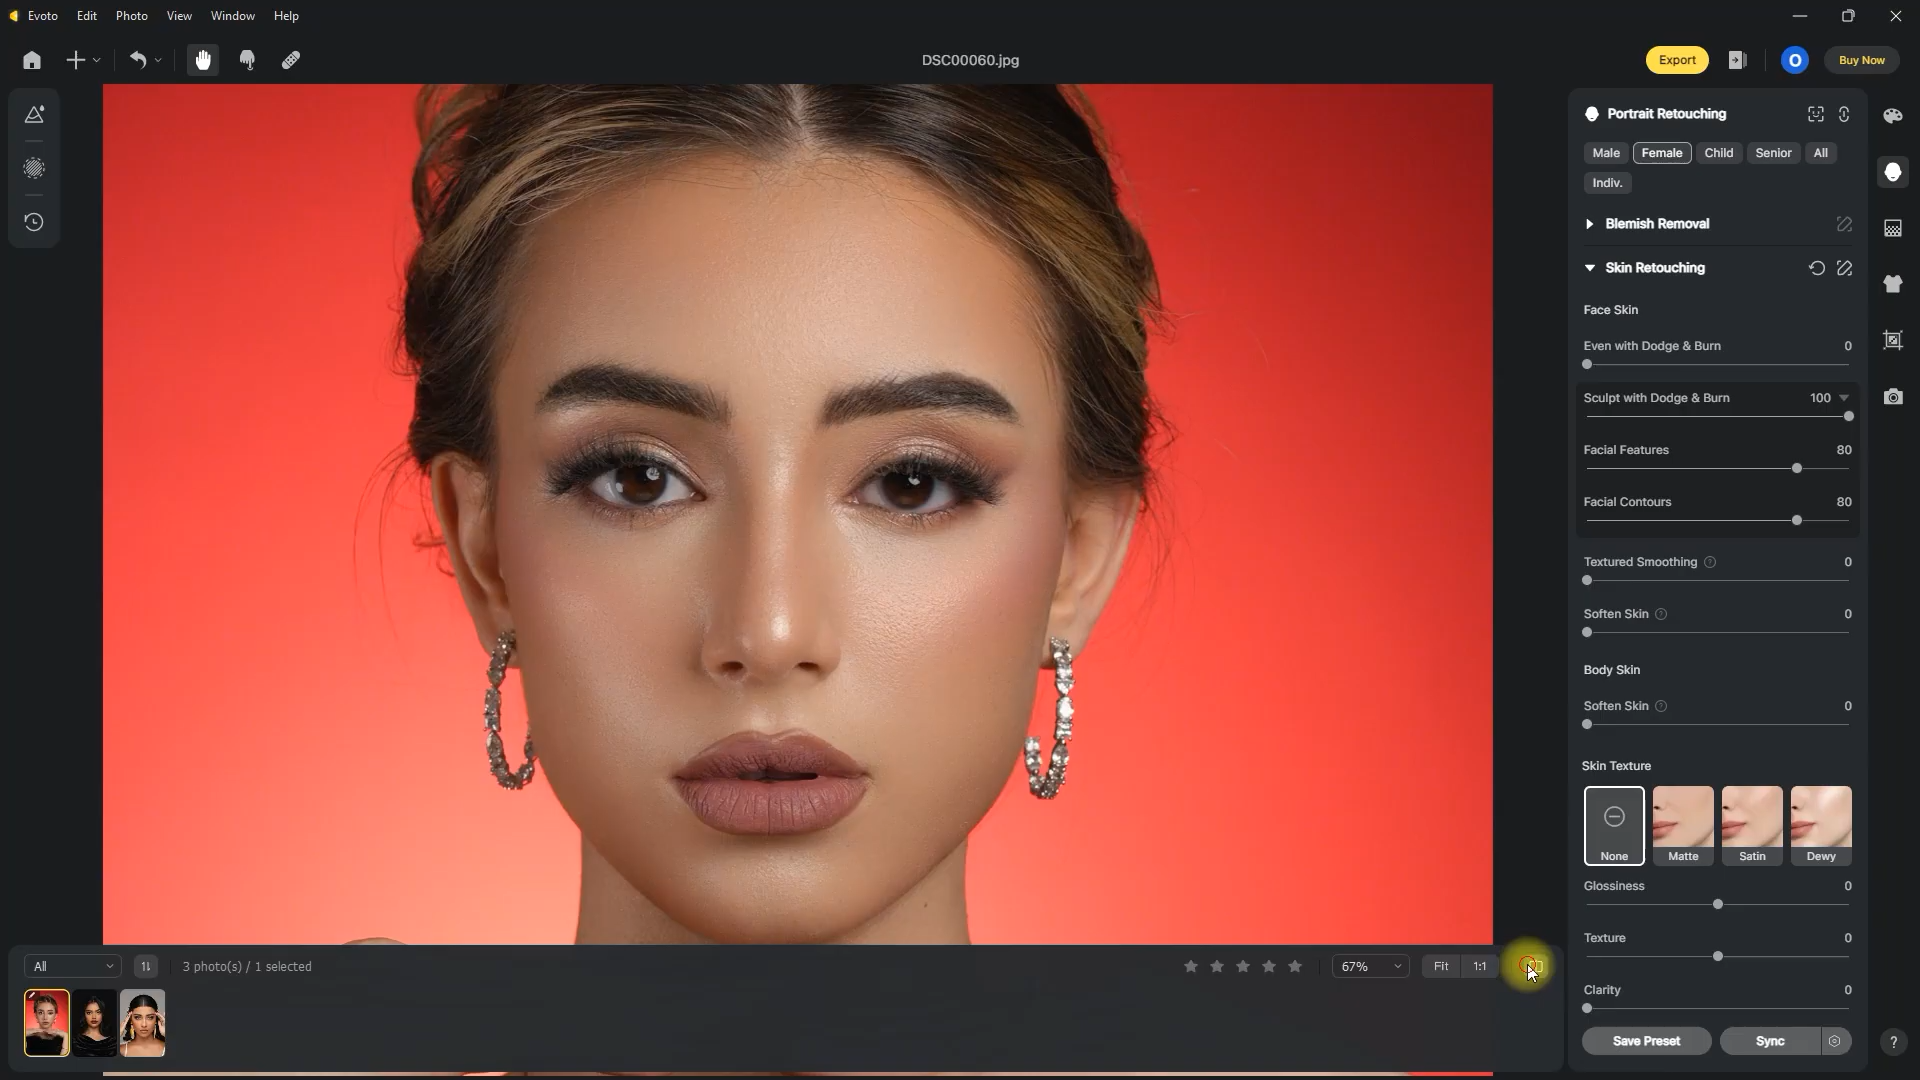 Evoto Edit Photo View Window Help
DSC00060.jpg
Export
O
Buy Now
Portrait Retouching
Male Female Child Senior All
Indiv.
Blemish Removal
Skin Retouching
Face Skin
Even with Dodge & Burn 0
Sculpt with Dodge & Burn 100
Facial Features 80
Facial Contours 80
Textured Smoothing ? 0
Soften Skin ? 0
Body Skin
Soften Skin ? 0
Skin Texture
None Matte Satin Dewy
Glossiness 0
Texture 0
Clarity 0
Save Preset Sync
?
All
3 photo(s) / 1 selected
67%
Fit
1:1